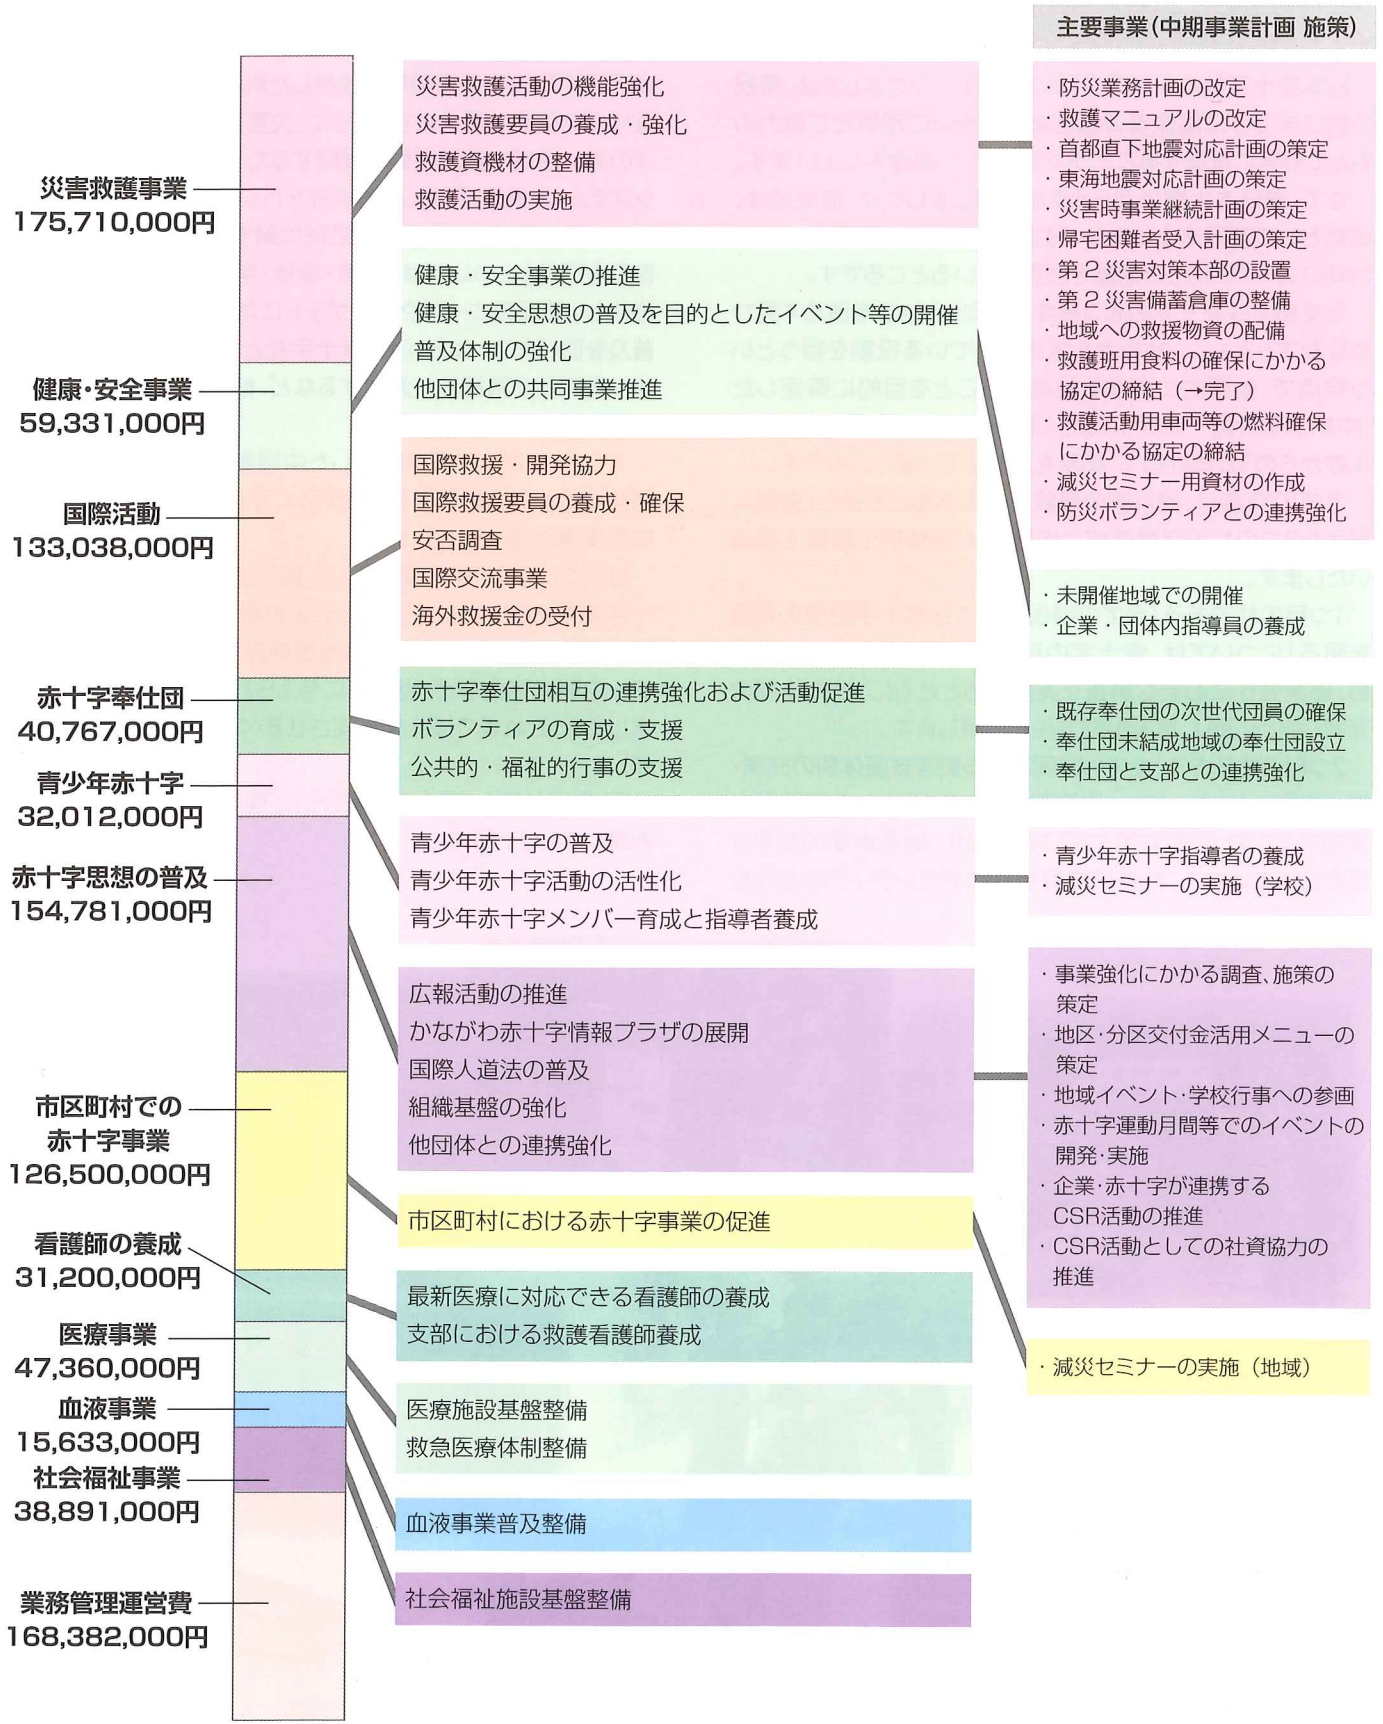 主要事業(中期事業計画 施策)
災害救護事業
175,710,000円
災害救護活動の機能強化
災害救護要員の養成・強化
救護資機材の整備
救護活動の実施
・防災業務計画の改定
・救護マニュアルの改定
・首都直下地震対応計画の策定
・東海地震対応計画の策定
・災害時事業継続計画の策定
・帰宅困難者受入計画の策定
・第2災害対策本部の設置
・第2災害備蓄倉庫の整備
・地域への救援物資の配備
・救護班用食料の確保にかかる
協定の締結(→完了)
・救護活動用車両等の燃料確保
にかかる協定の締結
・減災セミナー用資材の作成
・防災ボランティアとの連携強化
健康・安全事業
59,331,000円
健康・安全事業の推進
健康・安全思想の普及を目的としたイベント等の開催
普及体制の強化
他団体との共同事業推進
・未開催地域での開催
・企業・団体内指導員の養成
国際活動
133,038,000円
国際救援・開発協力
国際救援要員の養成・確保
安否調査
国際交流事業
海外救援金の受付
赤十字奉仕団
40,767,000円
赤十字奉仕団相互の連携強化および活動促進
ボランティアの育成・支援
公共的・福祉的行事の支援
・既存奉仕団の次世代団員の確保
・奉仕団未結成地域の奉仕団設立
・奉仕団と支部との連携強化
青少年赤十字
32,012,000円
青少年赤十字の普及
青少年赤十字活動の活性化
青少年赤十字メンバー育成と指導者養成
・青少年赤十字指導者の養成
・減災セミナーの実施(学校)
赤十字思想の普及
154,781,000円
広報活動の推進
かながわ赤十字情報プラザの展開
国際人道法の普及
組織基盤の強化
他団体との連携強化
・事業強化にかかる調査、施策の
策定
・地区・分区交付金活用メニューの
策定
・地域イベント・学校行事への参画
・赤十字運動月間等でのイベントの
開発・実施
・企業・赤十字が連携する
CSR活動の推進
・CSR活動としての社資協力の
推進
市区町村での
赤十字事業
126,500,000円
市区町村における赤十字事業の促進
・減災セミナーの実施(地域)
看護師の養成
31,200,000円
最新医療に対応できる看護師の養成
支部における救護看護師養成
医療事業
47,360,000円
医療施設基盤整備
救急医療体制整備
血液事業
15,633,000円
血液事業普及整備
社会福祉事業
38,891,000円
社会福祉施設基盤整備
業務管理運営費
168,382,000円